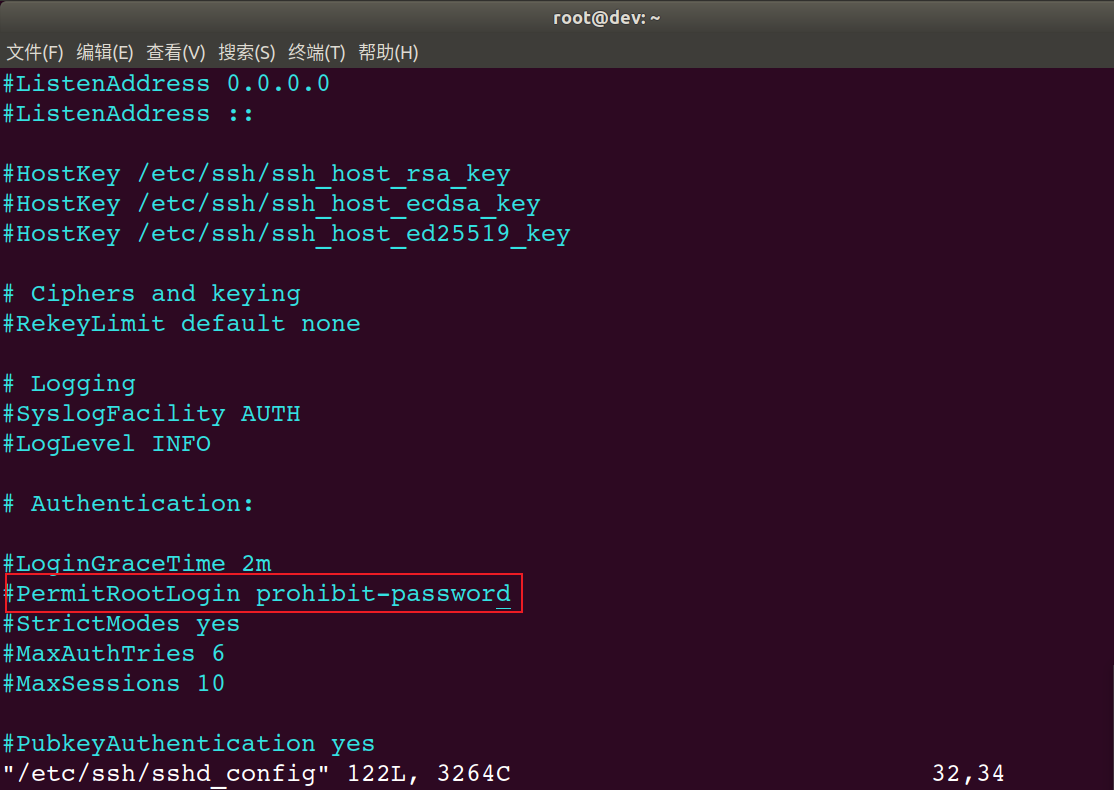 root@dev: ~
文件(F) 编辑(E) 查看(V) 搜索(S) 终端(T) 帮助(H)
#ListenAddress 0.0.0.0
#ListenAddress ::
#HostKey /etc/ssh/ssh_host_rsa_key
#HostKey /etc/ssh/ssh_host_ecdsa_key
#HostKey /etc/ssh/ssh_host_ed25519_key
# Ciphers and keying
#RekeyLimit default none
# Logging
#SyslogFacility AUTH
#LogLevel INFO
# Authentication:
#LoginGraceTime 2m
#PermitRootLogin prohibit-password
#StrictModes yes
#MaxAuthTries 6
#MaxSessions 10
#PubkeyAuthentication yes
"/etc/ssh/sshd_config" 122L, 3264C 32,34